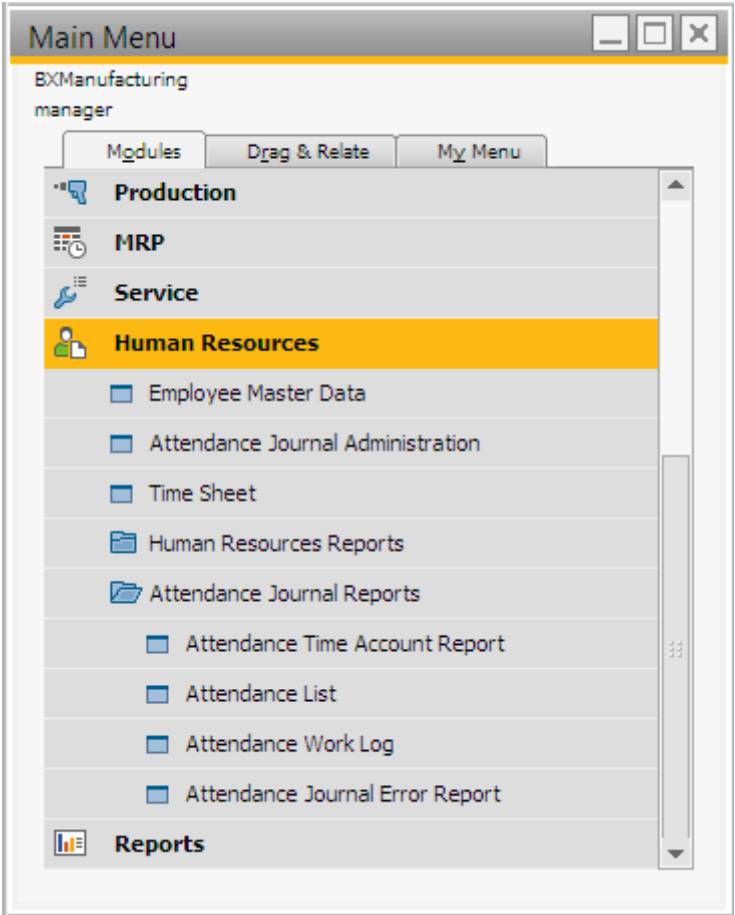 Main Menu
BXManufacturing
manager
Modules Drag & Relate My Menu
Production
MRP
Service
Human Resources
Employee Master Data
Attendance Journal Administration
Time Sheet
Human Resources Reports
Attendance Journal Reports
Attendance Time Account Report
Attendance List
Attendance Work Log
Attendance Journal Error Report
Reports